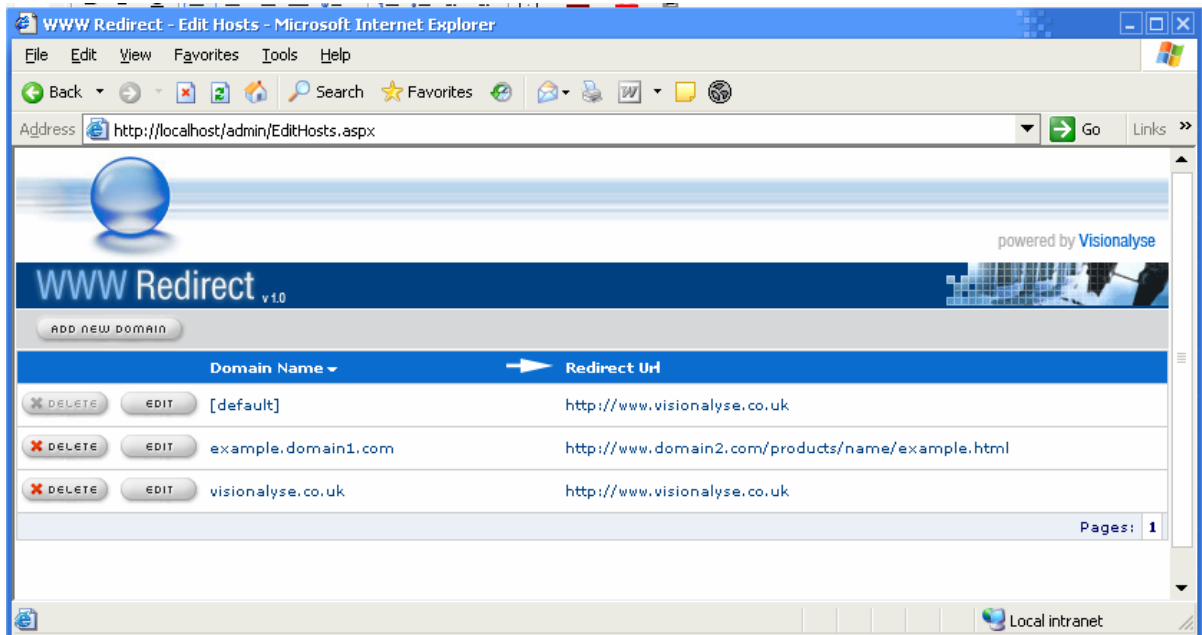 WWW Redirect - Edit Hosts - Microsoft Internet Explorer
File Edit View Favorites Tools Help
Back Search Favorites
Address http://localhost/admin/EditHosts.aspx Go Links »
powered by Visionalyse
WWW Redirect v 1.0
ADD NEW DOMAIN
Domain Name Redirect Url
DELETE EDIT [default] http://www.visionalyse.co.uk
DELETE EDIT example.domain1.com http://www.domain2.com/products/name/example.html
DELETE EDIT visionalyse.co.uk http://www.visionalyse.co.uk
Pages: 1
Local intranet